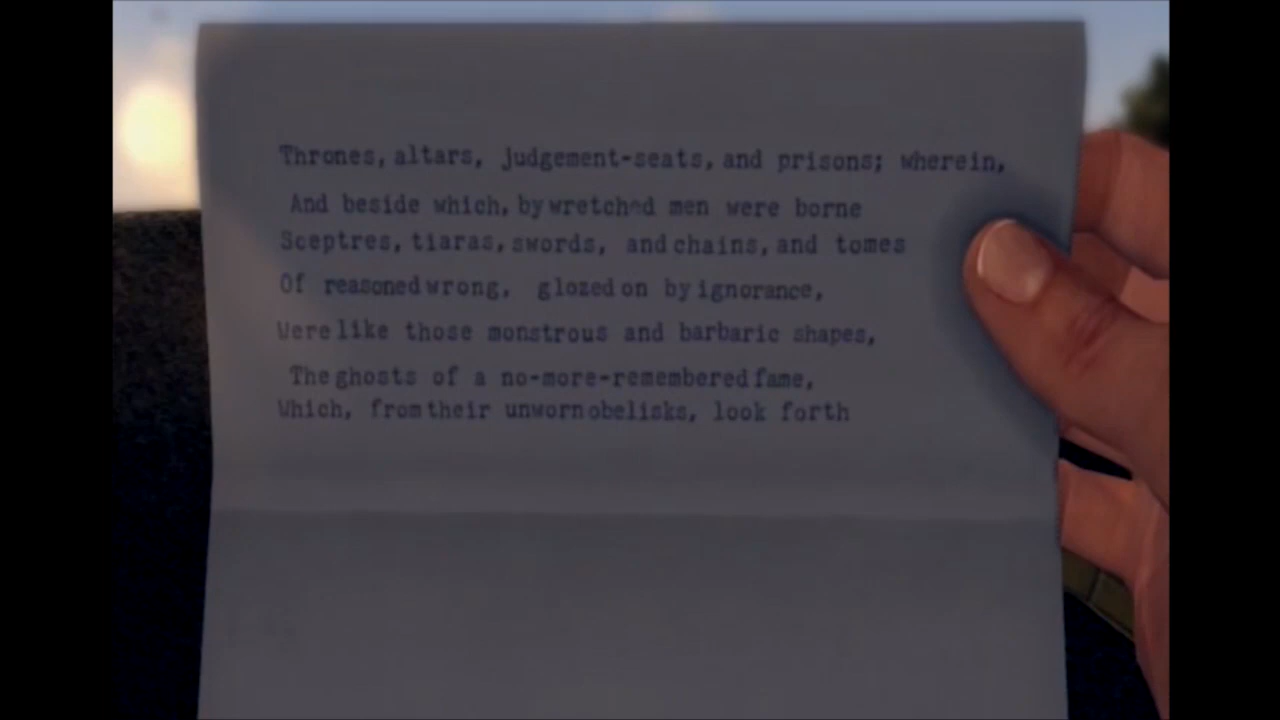 Thrones, altars, judgement-seats, and prisons; wherein,
And beside which, by wretched men were borne
Sceptres, tiaras, swords, and chains, and tomes
Of reasoned wrong, glozed on by ignorance,
Were like those monstrous and barbaric shapes,
The ghosts of a no-more-remembered fame,
Which, from their unworn obelisks, look forth